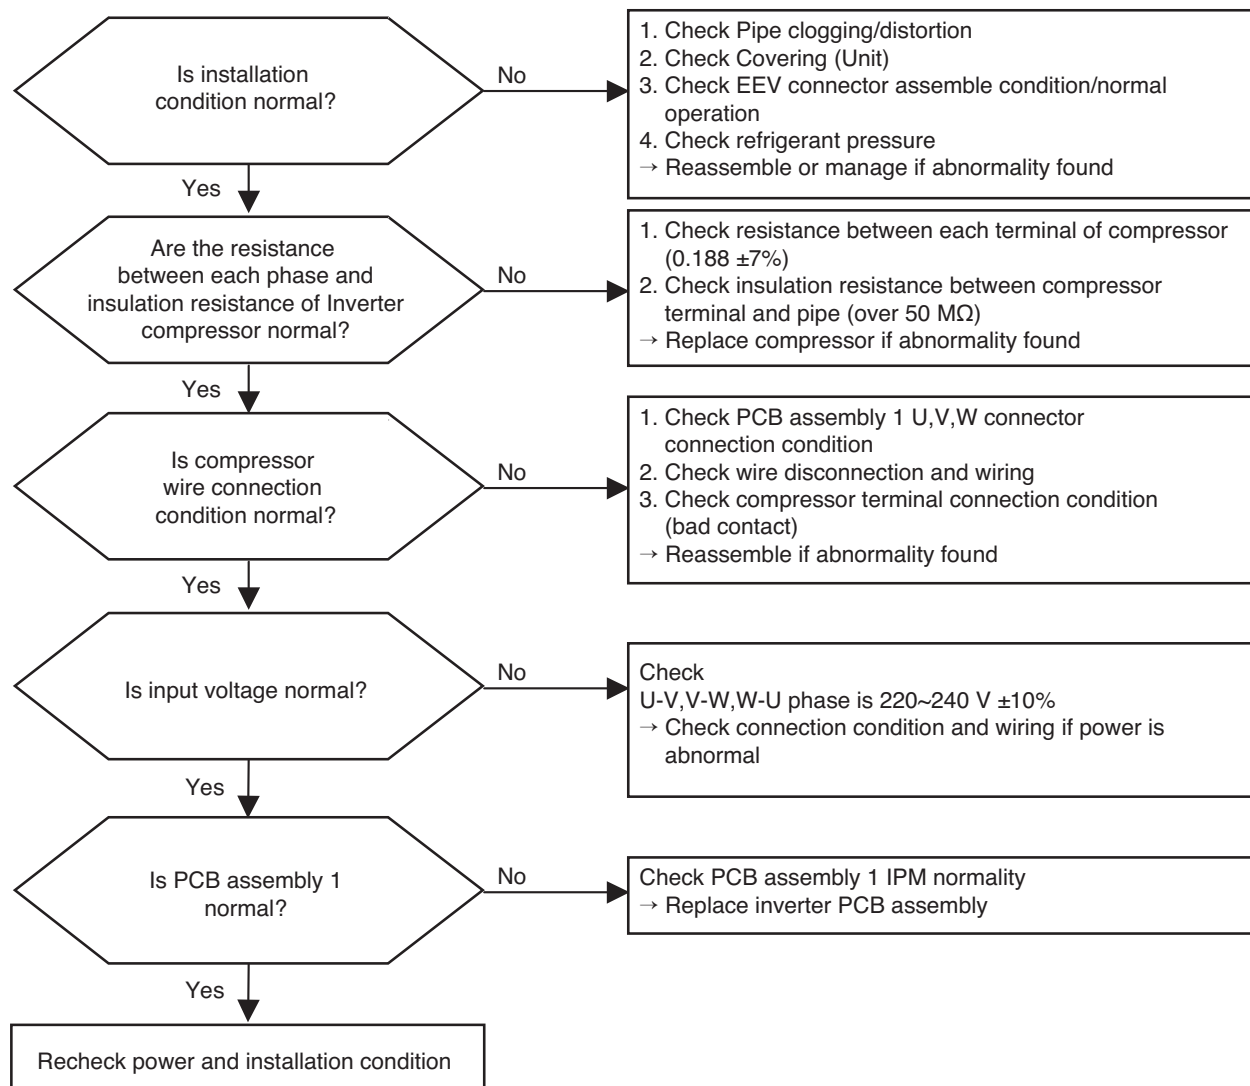 Is installation
condition normal?
No
1. Check Pipe clogging/distortion
2. Check Covering (Unit)
3. Check EEV connector assemble condition/normal
operation
4. Check refrigerant pressure
→ Reassemble or manage if abnormality found
Yes
Are the resistance
between each phase and
insulation resistance of Inverter
compressor normal?
No
1. Check resistance between each terminal of compressor
(0.188 ±7%)
2. Check insulation resistance between compressor
terminal and pipe (over 50 MΩ)
→ Replace compressor if abnormality found
Yes
Is compressor
wire connection
condition normal?
No
1. Check PCB assembly 1 U,V,W connector
connection condition
2. Check wire disconnection and wiring
3. Check compressor terminal connection condition
(bad contact)
→ Reassemble if abnormality found
Yes
Is input voltage normal?
No
Check
U-V,V-W,W-U phase is 220~240 V ±10%
→ Check connection condition and wiring if power is
abnormal
Yes
Is PCB assembly 1
normal?
No
Check PCB assembly 1 IPM normality
→ Replace inverter PCB assembly
Yes
Recheck power and installation condition